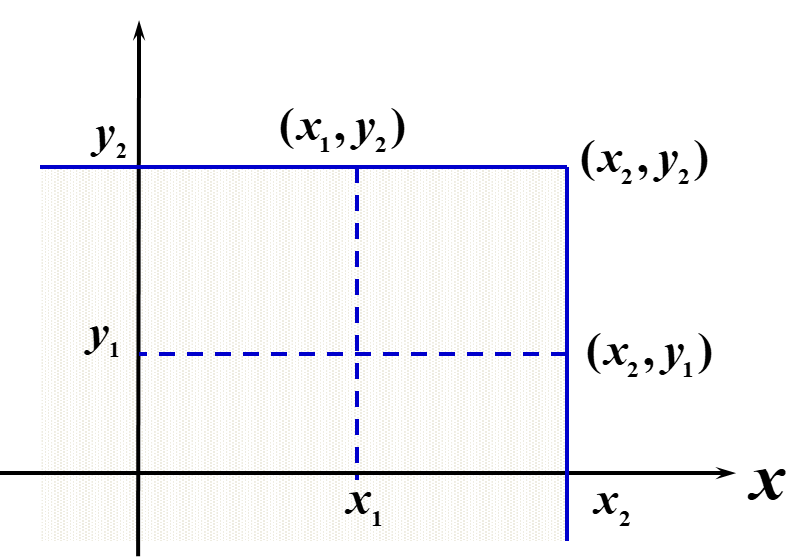 y₂
(x₁, y₂)
(x₂, y₂)
y₁
(x₂, y₁)
x₁
x₂
x